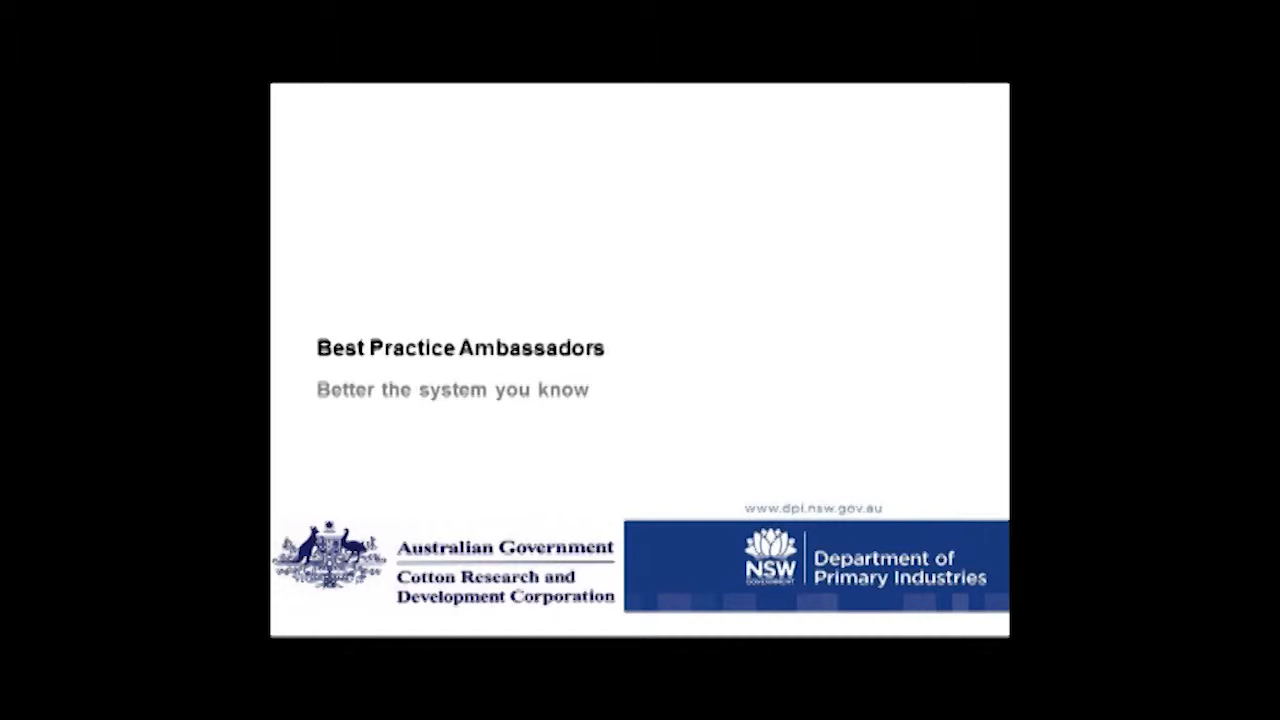 Best Practice Ambassadors
Better the system you know
www.dpi.nsw.gov.au
Australian Government
Cotton Research and
Development Corporation
NSW
GOVERNMENT
Department of
Primary Industries